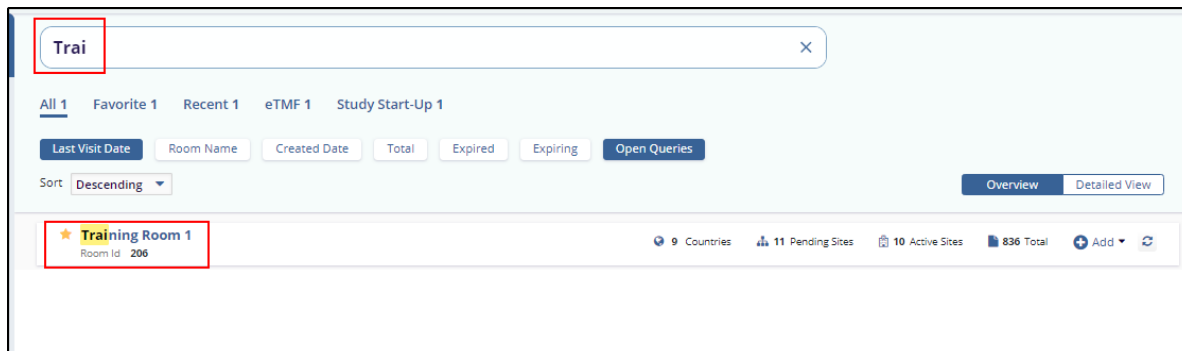 Trai
All 1 Favorite 1 Recent 1 eTMF 1 Study Start-Up 1
Last Visit Date Room Name Created Date Total Expired Expiring Open Queries
Sort Descending Overview Detailed View
Training Room 1
Room Id 206
9 Countries 11 Pending Sites 10 Active Sites 836 Total Add